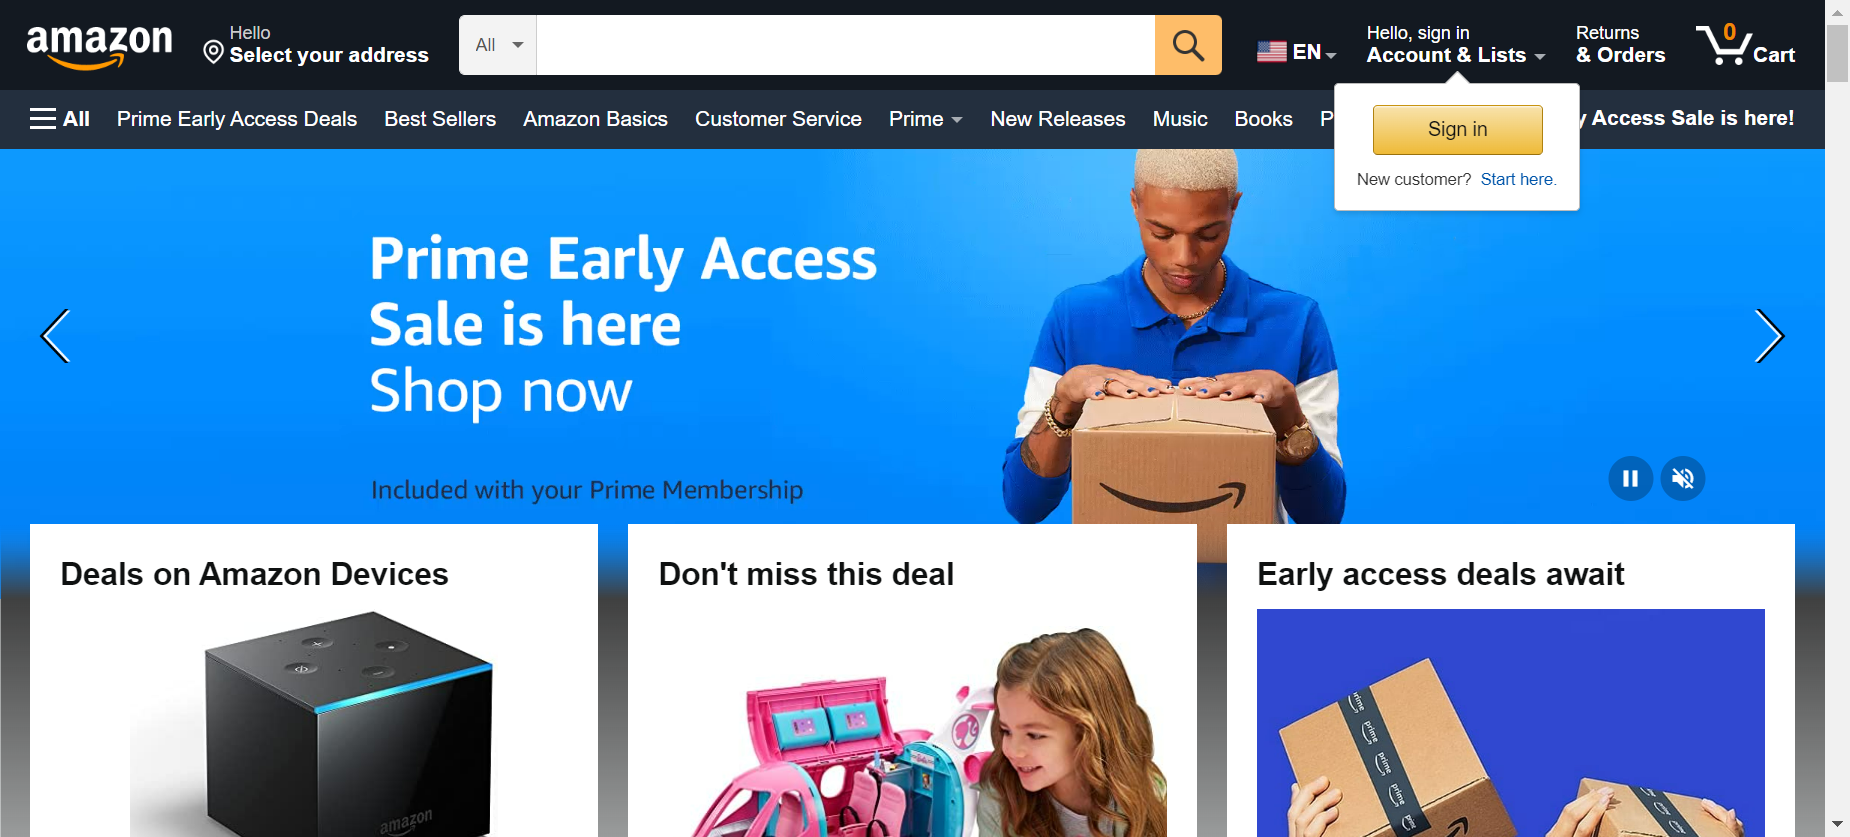 amazon
Hello
Select your address
All
EN
Hello, sign in
Account & Lists
Returns
& Orders
0
Cart
All
Prime Early Access Deals
Best Sellers
Amazon Basics
Customer Service
Prime
New Releases
Music
Books
P
y Access Sale is here!
Sign in
New customer? Start here.
Prime Early Access
Sale is here
Shop now
Included with your Prime Membership
Deals on Amazon Devices
Don't miss this deal
Early access deals await
amazon
prime
prime
prime
prime